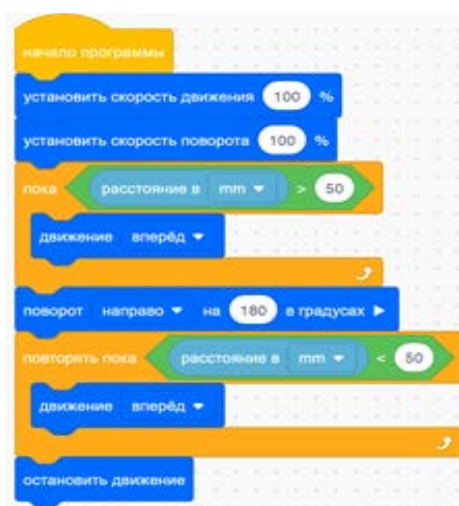 начало программы
установить скорость движения 100 %
установить скорость поворота 100 %
пока расстояние в mm > 50
движение вперёд
поворот направо на 180 в градусах
повторять пока расстояние в mm < 50
движение вперёд
остановить движение